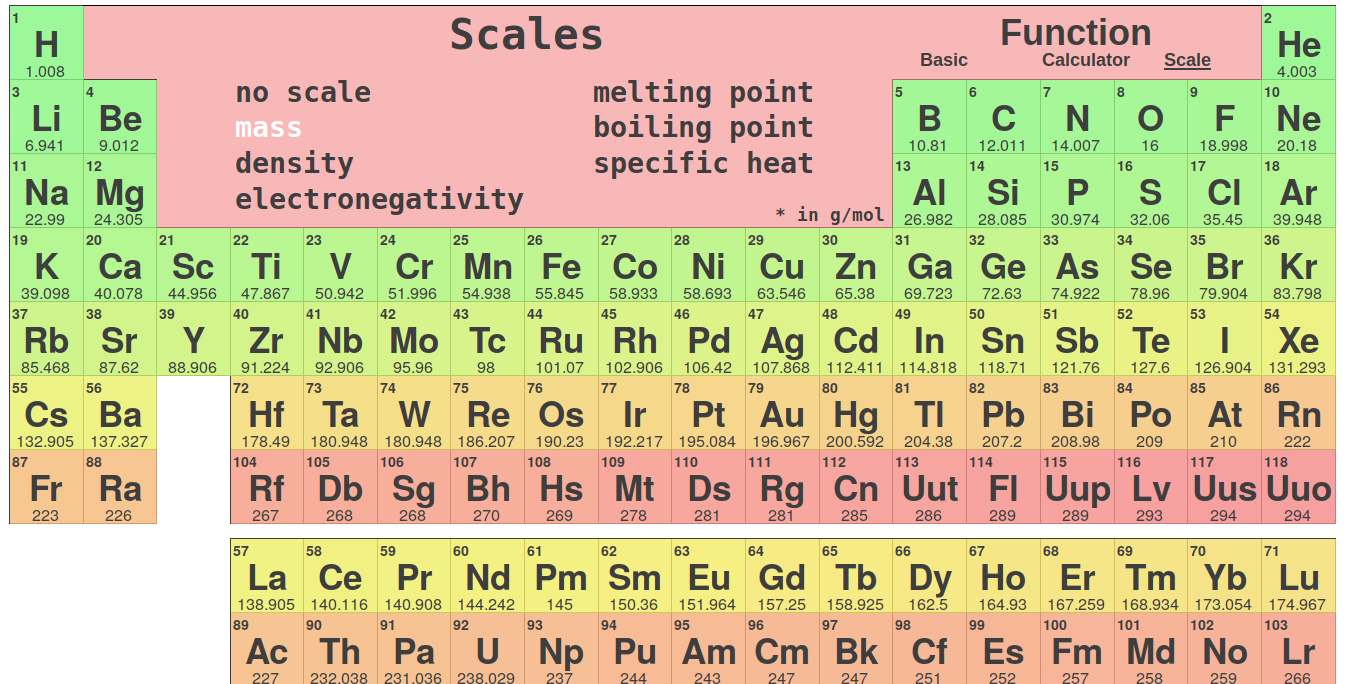 1 2
Scales Function
H He
Basic Calculator Scale
1.008 4.003
3 4 no scale melting point 5 6 7 8 9 10
Li Be mass boiling point B C N O F Ne
6.941 9.012 10.81 12.011 14.007 16 18.998 20.18
11 12 density specific heat 13 14 15 16 17 18
Na Mg electronegativity Al Si P S Cl Ar
22.99 24.305 * in g/mol 26.982 28.085 30.974 32.06 35.45 39.948
19 20 21 22 23 24 25 26 27 28 29 30 31 32 33 34 35 36
K Ca Sc Ti V Cr Mn Fe Co Ni Cu Zn Ga Ge As Se Br Kr
39.098 40.078 44.956 47.867 50.942 51.996 54.938 55.845 58.933 58.693 63.546 65.38 69.723 72.63 74.922 78.96 79.904 83.798
37 38 39 40 41 42 43 44 45 46 47 48 49 50 51 52 53 54
Rb Sr Y Zr Nb Mo Tc Ru Rh Pd Ag Cd In Sn Sb Te I Xe
85.468 87.62 88.906 91.224 92.906 95.96 98 101.07 102.906 106.42 107.868 112.411 114.818 118.71 121.76 127.6 126.904 131.293
55 56 72 73 74 75 76 77 78 79 80 81 82 83 84 85 86
Cs Ba Hf Ta W Re Os Ir Pt Au Hg Tl Pb Bi Po At Rn
132.905 137.327 178.49 180.948 180.948 186.207 190.23 192.217 195.084 196.967 200.592 204.38 207.2 208.98 209 210 222
87 88 104 105 106 107 108 109 110 111 112 113 114 115 116 117 118
Fr Ra Rf Db Sg Bh Hs Mt Ds Rg Cn Uut Fl Uup Lv Uus Uuo
223 226 267 268 268 270 269 278 281 281 285 286 289 289 293 294 294
57 58 59 60 61 62 63 64 65 66 67 68 69 70 71
La Ce Pr Nd Pm Sm Eu Gd Tb Dy Ho Er Tm Yb Lu
138.905 140.116 140.908 144.242 145 150.36 151.964 157.25 158.925 162.5 164.93 167.259 168.934 173.054 174.967
89 90 91 92 93 94 95 96 97 98 99 100 101 102 103
Ac Th Pa U Np Pu Am Cm Bk Cf Es Fm Md No Lr
227 232.038 231.036 238.029 237 244 243 247 247 251 252 257 258 259 266